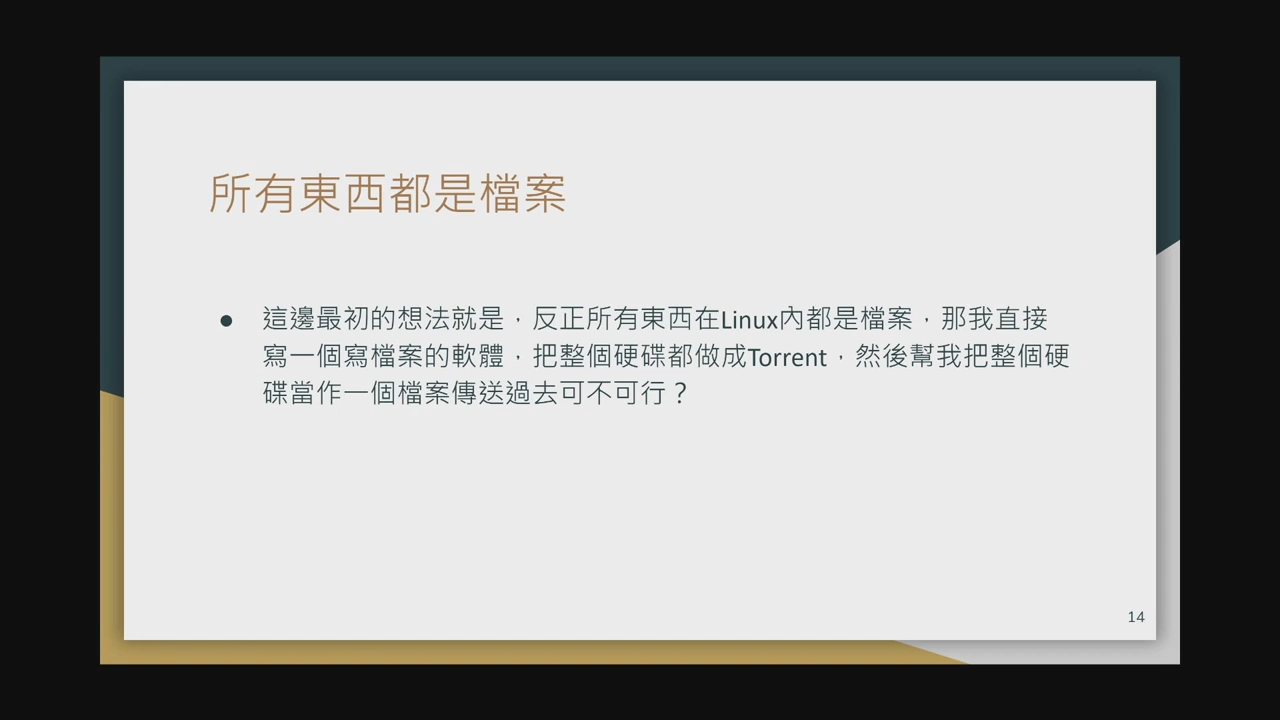 所有東西都是檔案
● 這邊最初的想法就是，反正所有東西在Linux內都是檔案，那我直接
寫一個寫檔案的軟體，把整個硬碟都做成Torrent，然後幫我把整個硬
碟當作一個檔案傳送過去可不可行？
14